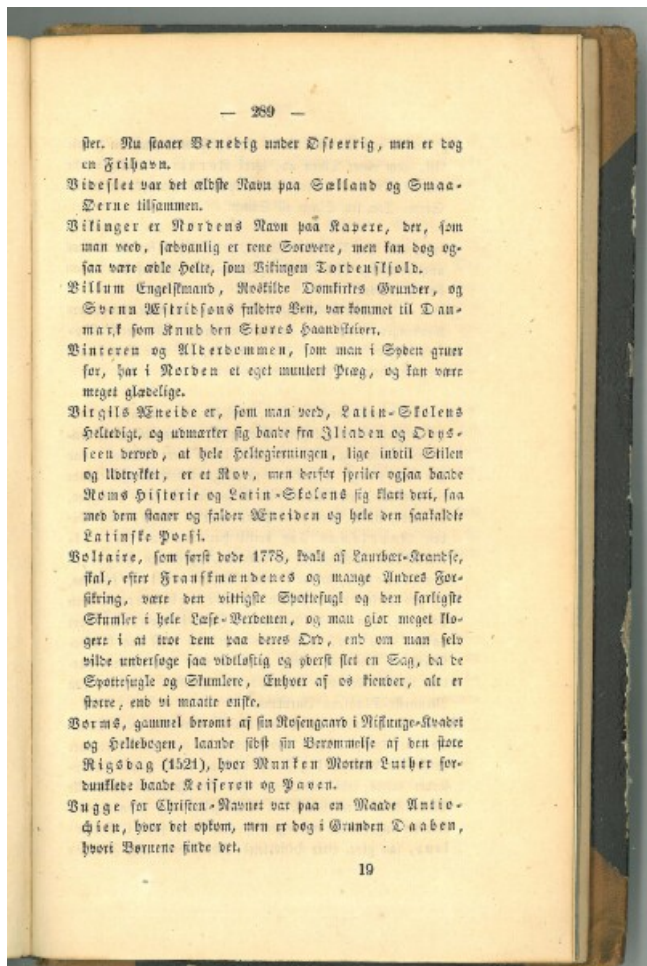 — 289 —
ster. Nu staaer Venedig under Østerrig, men er dog
en Frihavn.
Videslet var det ældste Navn paa Sælland og Smaa-
Øerne tilsammen.
Vikinger er Nordens Navn paa Kapere, der, som
man veed, sædvanlig er rene Sørøvere, men kan dog og-
saa være ædle Helte, som Vikingen Tordenskjold.
Villum Engelskmand, Roskilde Domkirkes Grunder, og
Svenn Æstridsøns fuldtro Ven, var kommet til Dan-
mark som Knud den Stores Haandskriver.
Vinteren og Alderdommen, som man i Syden gruer
for, har i Norden et eget muntert Præg, og kan være
meget glædelige.
Virgils Æneide er, som man veed, Latin-Skolens
Heltedigt, og udmærker sig baade fra Iliaden og Odys-
seen derved, at hele Heltegierningen, lige indtil Stilen
og Udtrykket, er et Rov, men derfor speiler ogsaa baade
Roms Historie og Latin-Skolens sig klart deri, saa
med dem staaer og falder Æneiden og hele den saakaldte
Latinske Poesi.
Voltaire, som først døde 1778, kvalt af Laurbær-Krandse,
skal, efter Franskmændenes og mange Andres For-
sikring, være den vittigste Spottefugl og den farligste
Skumler i hele Læse-Verdenen, og man giør meget klo-
gere i at troe dem paa deres Ord, end om man selv
vilde undersøge saa vidtløftig og yderst slet en Sag, da de
Spottefugle og Skumlere, Enhver af os kiender, alt er
større, end vi maatte ønske.
Vorms, gammel berømt af sin Rosengaard i Niflunge-Kvadet
og Heltebogen, laande sidst sin Berømmelse af den store
Rigsdag (1521), hvor Munken Morten Luther for-
dunklede baade Keiseren og Paven.
Vugge for Christen-Navnet var paa en Maade Antio-
chien, hvor det opkom, men er dog i Grunden Daaben,
hvori Børnene finde det.
19